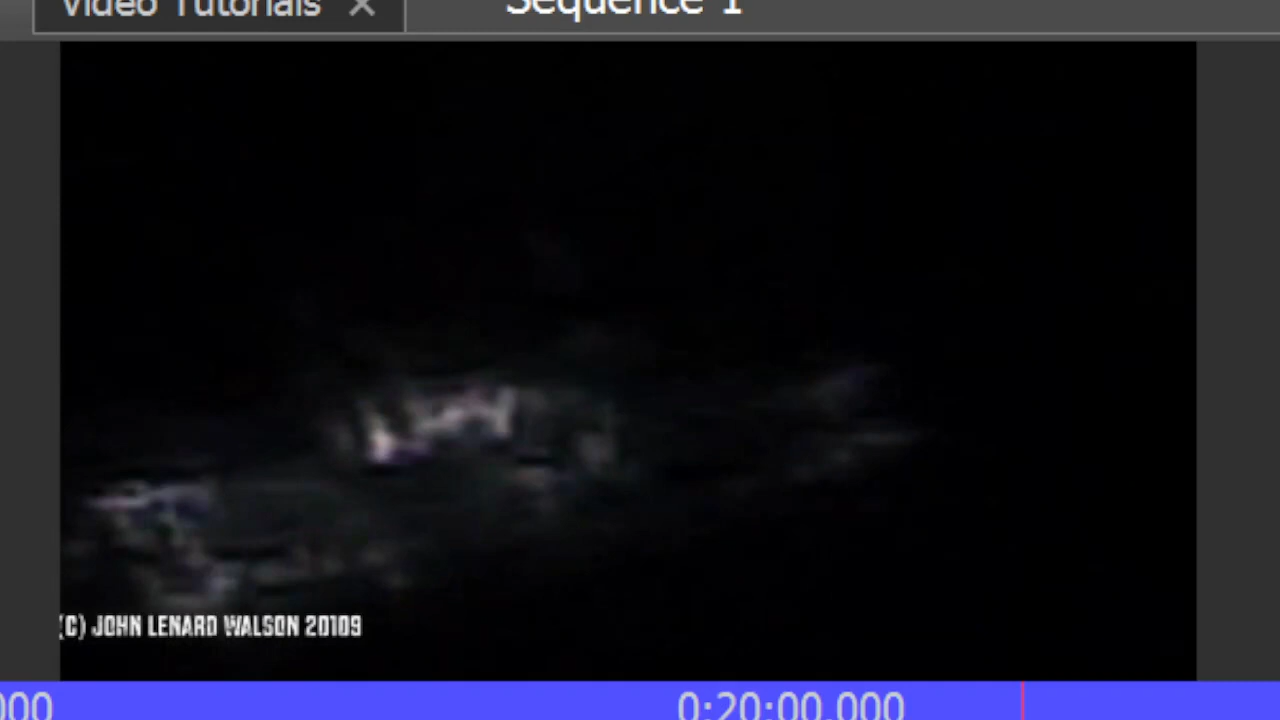 Video Tutorials
Sequence 1
(C) JOHN LENARD WALSON 20109
000
0:20:00.000